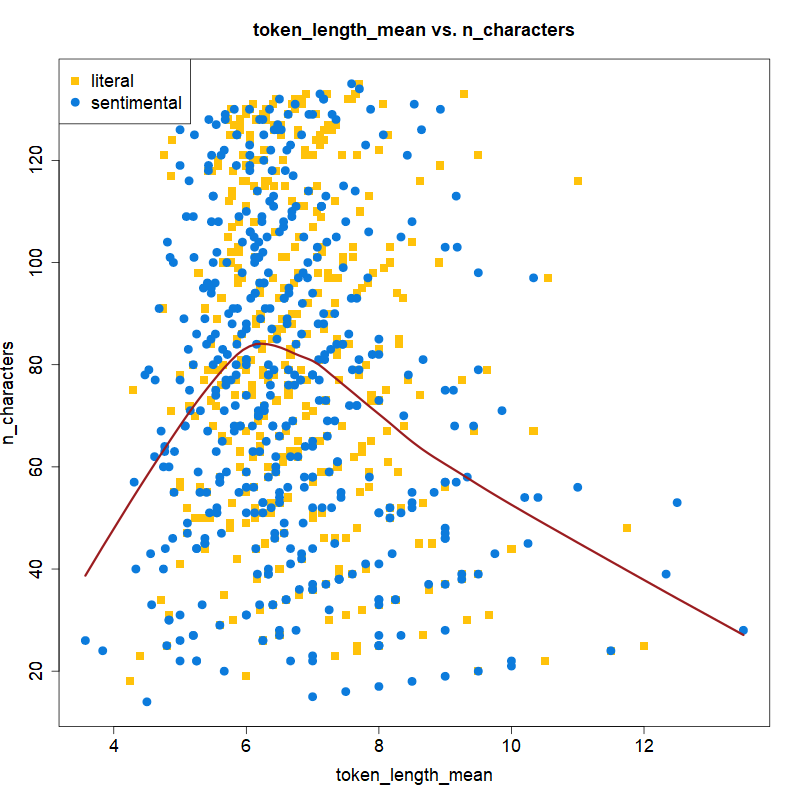 token_length_mean vs. n_characters
literal
sentimental
n_characters
120
100
80
60
40
20
4 6 8 10 12
token_length_mean